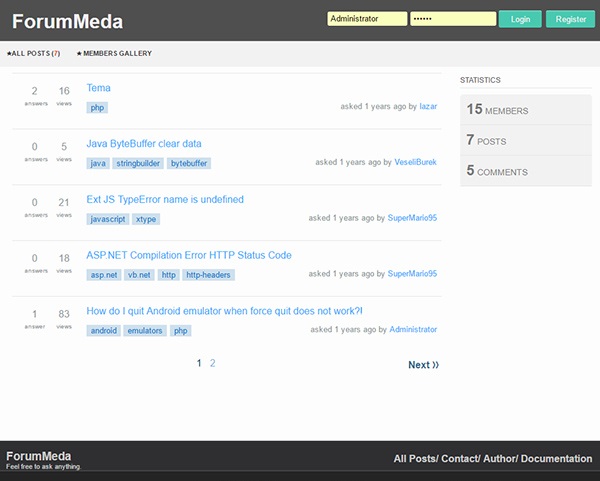 ForumMeda
Administrator
••••••
Login
Register
★ALL POSTS (7)
★ MEMBERS GALLERY
2 answers
16 views
Tema
php
asked 1 years ago by lazar
0 answers
5 views
Java ByteBuffer clear data
java stringbuilder bytebuffer
asked 1 years ago by VeseliBurek
0 answers
21 views
Ext JS TypeError name is undefined
javascript xtype
asked 1 years ago by SuperMario95
0 answers
18 views
ASP.NET Compilation Error HTTP Status Code
asp.net vb.net http http-headers
asked 1 years ago by SuperMario95
1 answer
83 views
How do I quit Android emulator when force quit does not work?!
android emulators php
asked 1 years ago by Administrator
1 2
Next ⟩⟩
STATISTICS
15 MEMBERS
7 POSTS
5 COMMENTS
ForumMeda
Feel free to ask anything.
All Posts/ Contact/ Author/ Documentation